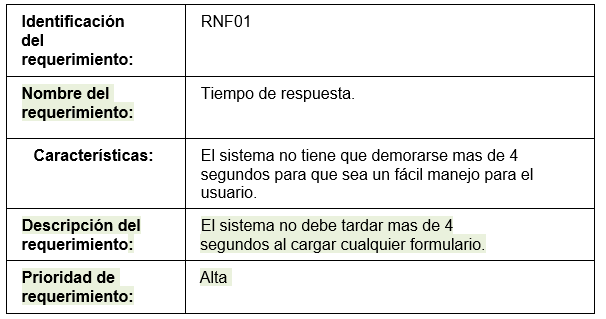 Identificación
del
requerimiento:
RNF01
Nombre del
requerimiento:
Tiempo de respuesta.
Características:
El sistema no tiene que demorarse mas de 4
segundos para que sea un fácil manejo para el
usuario.
Descripción del
requerimiento:
El sistema no debe tardar mas de 4
segundos al cargar cualquier formulario.
Prioridad de
requerimiento:
Alta